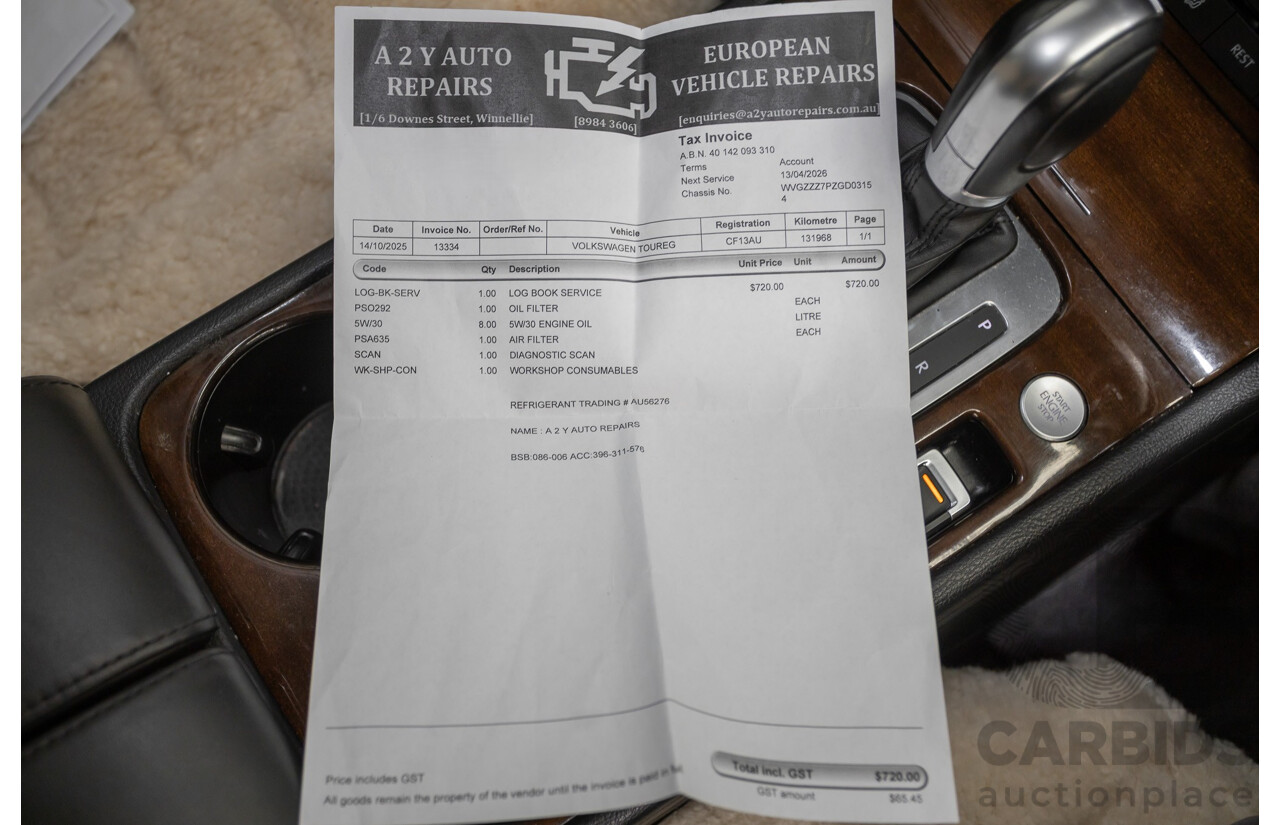 A 2 Y AUTO REPAIRS
EUROPEAN VEHICLE REPAIRS
[1/6 Downes Street, Winnellie]
[8984 3606]
[enquiries@a2yautorepairs.com.au]
Tax Invoice
A.B.N. 40 142 093 310
Terms Account
Next Service 13/04/2026
Chassis No. WVGZZZ7PZGD0315
4
Date Invoice No. Order/Ref No. Vehicle Registration Kilometre Page
14/10/2025 13334 VOLKSWAGEN TOUREG CF13AU 131968 1/1
Code Qty Description Unit Price Unit Amount
LOG-BK-SERV 1.00 LOG BOOK SERVICE $720.00 $720.00
PSO292 1.00 OIL FILTER EACH
5W/30 8.00 5W/30 ENGINE OIL LITRE
PSA635 1.00 AIR FILTER EACH
SCAN 1.00 DIAGNOSTIC SCAN
WK-SHP-CON 1.00 WORKSHOP CONSUMABLES
REFRIGERANT TRADING # AU56276
NAME : A 2 Y AUTO REPAIRS
BSB:086-006 ACC:396-311-576
Price includes GST
All goods remain the property of the vendor until the invoice is paid in
Total incl. GST $720.00
GST amount $65.45
REST
P
R
START
ENGINE
STOP
CARBIDS
auctionplace